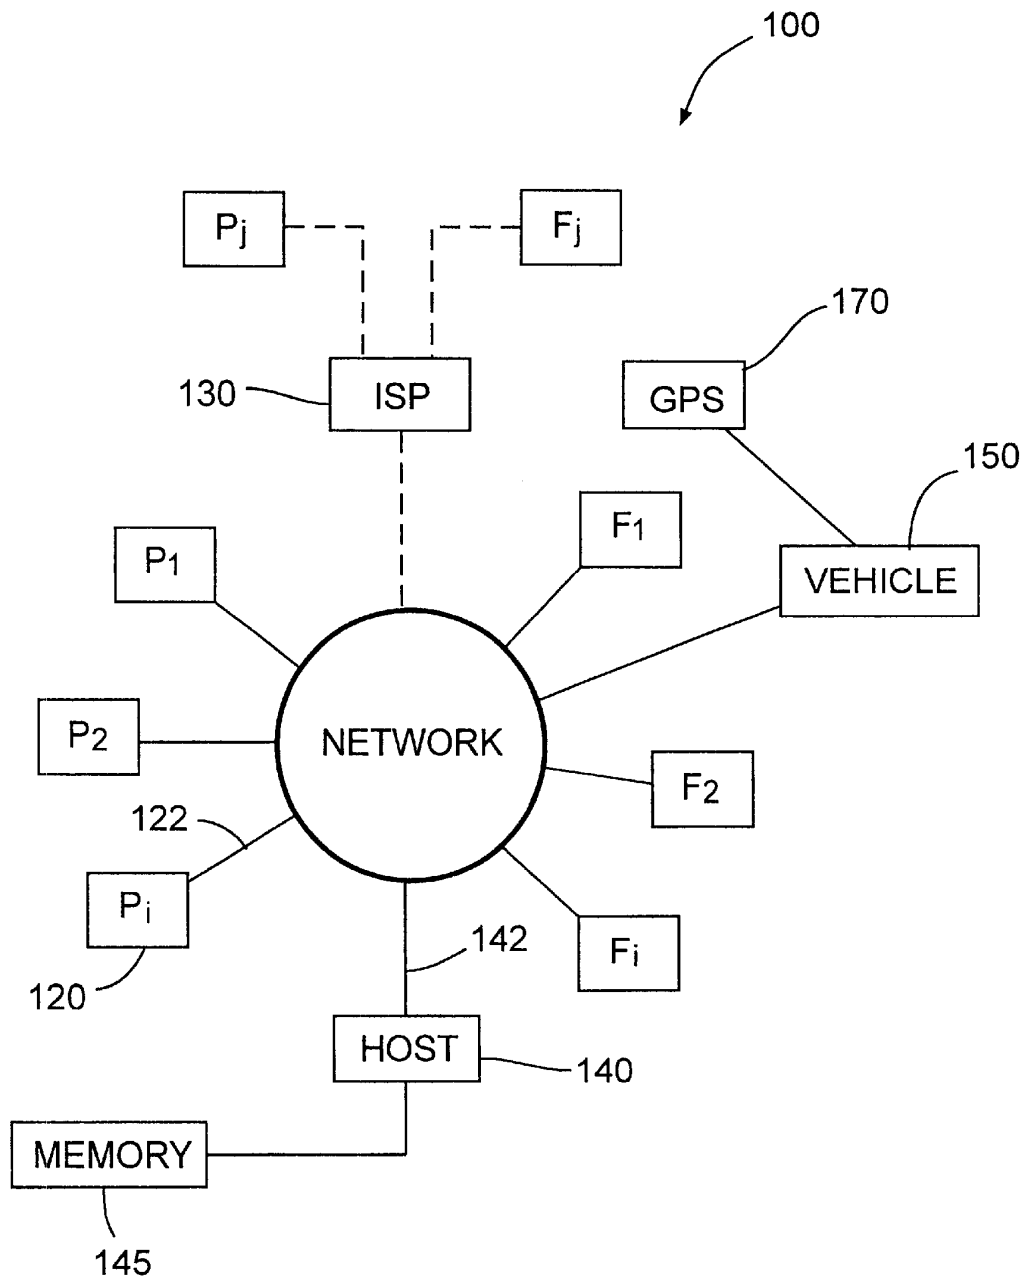 100
Pj
Fj
170
130
ISP
GPS
150
F1
P1
VEHICLE
P2
NETWORK
F2
122
Pi
142
Fi
120
HOST
140
MEMORY
145